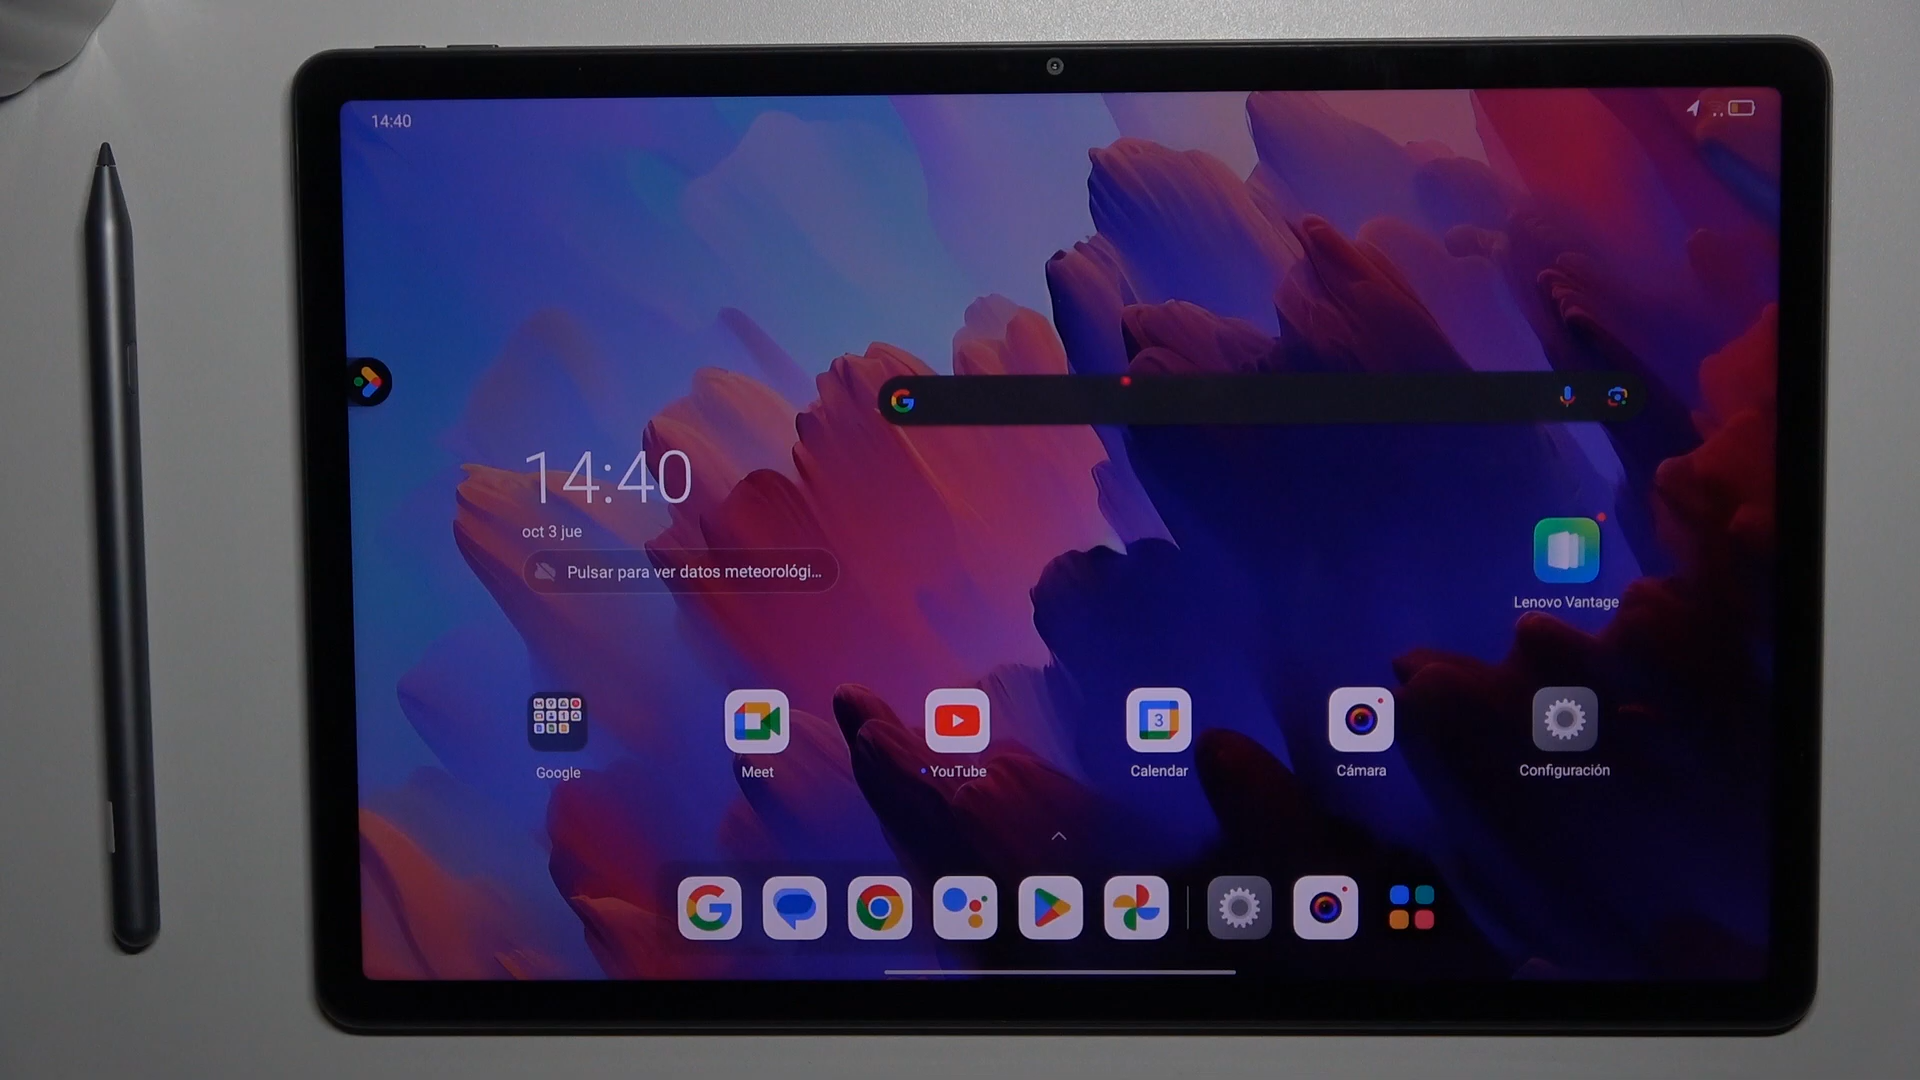 14:40
14:40
oct 3 jue
Pulsar para ver datos meteorológi...
Lenovo Vantage
Google
Meet
YouTube
3
Calendar
Cámara
Configuración